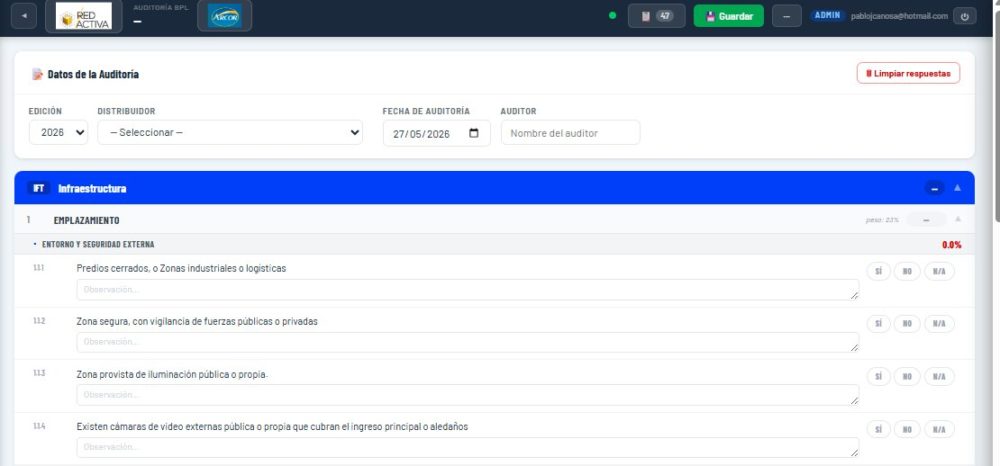 RED ACTIVA
AUDITORÍA BPL
—
ARCOR
47
Guardar
...
ADMIN
pablojcanosa@hotmail.com
Datos de la Auditoría
Limpiar respuestas
EDICIÓN
DISTRIBUIDOR
FECHA DE AUDITORÍA
AUDITOR
2026
— Seleccionar —
27/05/2026
Nombre del auditor
IFT
Infraestructura
—
1
EMPLAZAMIENTO
peso: 23%
—
• ENTORNO Y SEGURIDAD EXTERNA
0.0%
1.1.1
Predios cerrados, o Zonas industriales o logísticas
SÍ NO N/A
Observación...
1.1.2
Zona segura, con vigilancia de fuerzas públicas o privadas
SÍ NO N/A
Observación...
1.1.3
Zona provista de iluminación pública o propia.
SÍ NO N/A
Observación...
1.1.4
Existen cámaras de vídeo externas pública o propia que cubran el ingreso principal o aledaños
SÍ NO N/A
Observación...